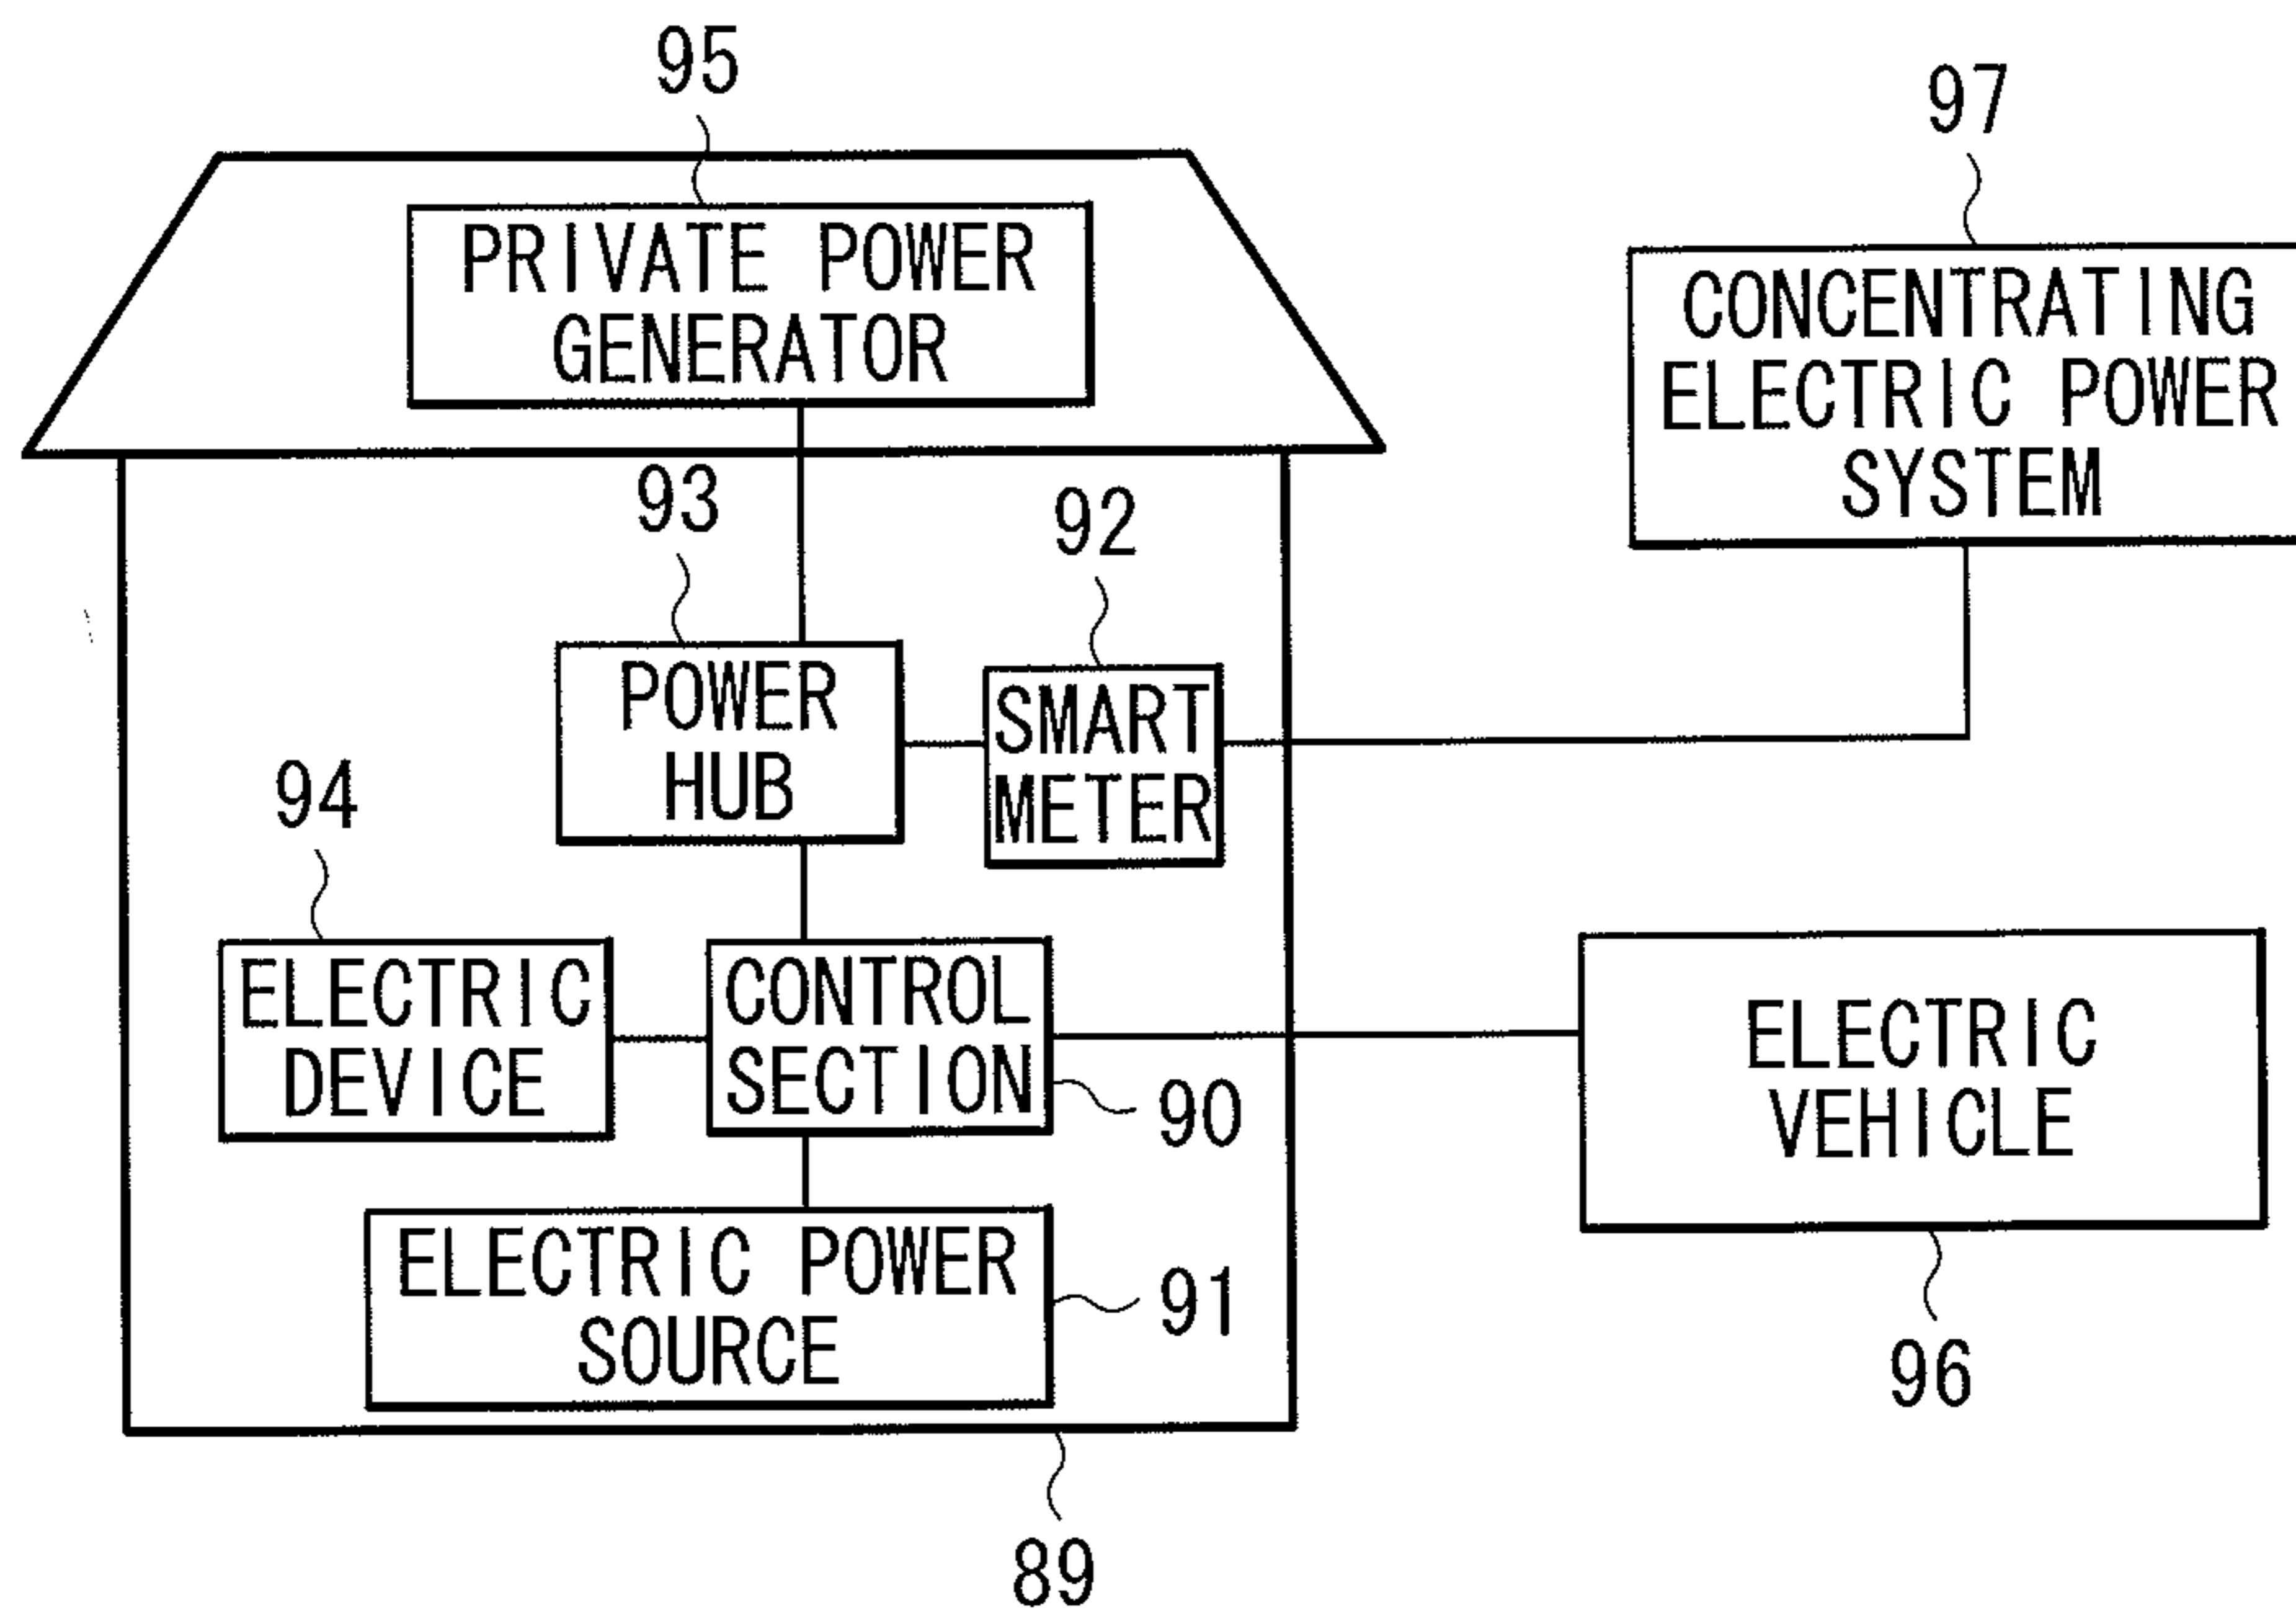 95
97
PRIVATE POWER
GENERATOR
CONCENTRATING
ELECTRIC POWER
SYSTEM
93
92
POWER
HUB
SMART
METER
94
ELECTRIC
DEVICE
CONTROL
SECTION
90
ELECTRIC
VEHICLE
ELECTRIC POWER
SOURCE
91
96
89